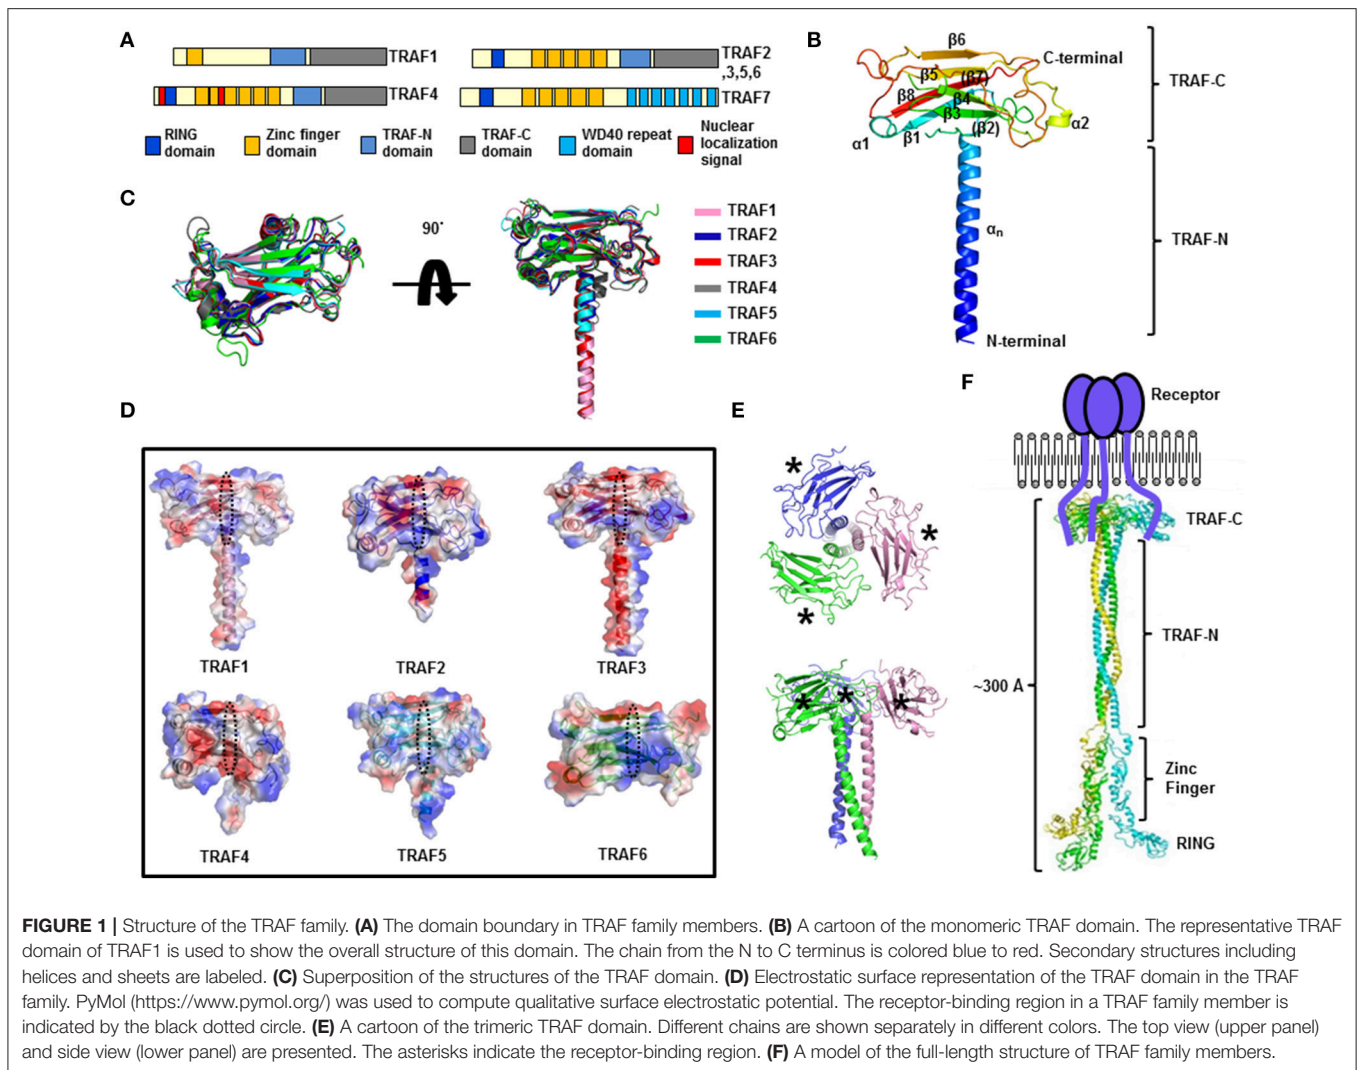 A
TRAF1
TRAF2
,3,5,6
TRAF4
TRAF7
RING
domain
Zinc finger
domain
TRAF-N
domain
TRAF-C
domain
WD40 repeat
domain
Nuclear
localization
signal
B
β6
C-terminal
β5
(β7)
β8
β4
β3
(β2)
β1
α1
α2
αn
N-terminal
TRAF-C
TRAF-N
C
90°
TRAF1
TRAF2
TRAF3
TRAF4
TRAF5
TRAF6
D
TRAF1
TRAF2
TRAF3
TRAF4
TRAF5
TRAF6
E
*
*
*
* * *
F
Receptor
TRAF-C
TRAF-N
~300 A
Zinc
Finger
RING
FIGURE 1 | Structure of the TRAF family. (A) The domain boundary in TRAF family members. (B) A cartoon of the monomeric TRAF domain. The representative TRAF
domain of TRAF1 is used to show the overall structure of this domain. The chain from the N to C terminus is colored blue to red. Secondary structures including
helices and sheets are labeled. (C) Superposition of the structures of the TRAF domain. (D) Electrostatic surface representation of the TRAF domain in the TRAF
family. PyMol (https://www.pymol.org/) was used to compute qualitative surface electrostatic potential. The receptor-binding region in a TRAF family member is
indicated by the black dotted circle. (E) A cartoon of the trimeric TRAF domain. Different chains are shown separately in different colors. The top view (upper panel)
and side view (lower panel) are presented. The asterisks indicate the receptor-binding region. (F) A model of the full-length structure of TRAF family members.